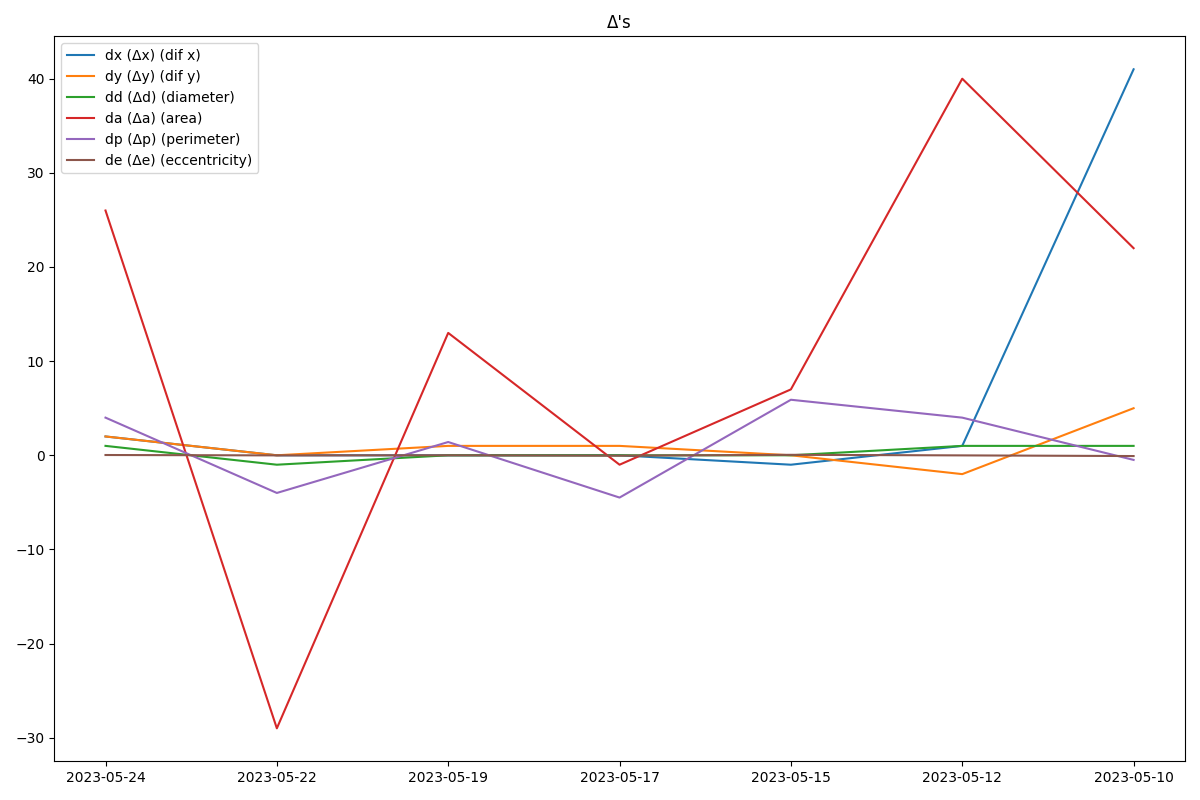 Δ's
dx (Δx) (dif x)
dy (Δy) (dif y)
dd (Δd) (diameter)
da (Δa) (area)
dp (Δp) (perimeter)
de (Δe) (eccentricity)
40
30
20
10
0
−10
−20
−30
2023-05-24 2023-05-22 2023-05-19 2023-05-17 2023-05-15 2023-05-12 2023-05-10